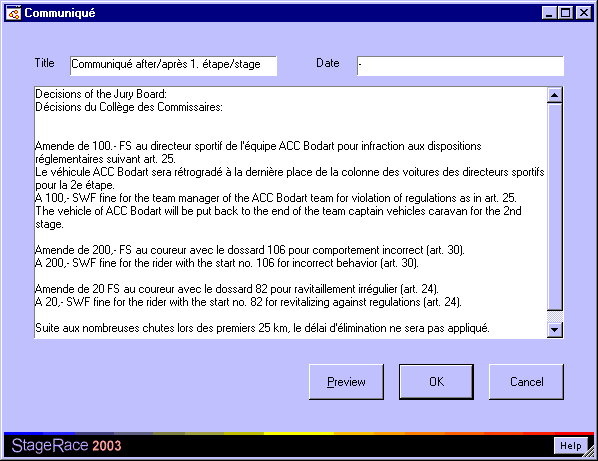 Communiqué
Title
Communiqué after/après 1. étape/stage
Date
-
Decisions of the Jury Board:
Décisions du Collège des Commissaires:
Amende de 100.- FS au directeur sportif de l'équipe ACC Bodart pour infraction aux dispositions
réglementaires suivant art. 25.
Le véhicule ACC Bodart sera rétrogradé à la dernière place de la colonne des voitures des directeurs sportifs
pour la 2e étape.
A 100,- SWF fine for the team manager of the ACC Bodart team for violation of regulations as in art. 25.
The vehicle of ACC Bodart will be put back to the end of the team captain vehicles caravan for the 2nd
stage.
Amende de 200,- FS au coureur avec le dossard 106 pour comportement incorrect (art. 30).
A 200,- SWF fine for the rider with the start no. 106 for incorrect behavior (art. 30).
Amende de 20 FS au coureur avec le dossard 82 pour ravitaillement irrégulier (art. 24).
A 20,- SWF fine for the rider with the start no. 82 for revitalizing against regulations (art. 24).
Suite aux nombreuses chutes lors des premiers 25 km, le délai d'élimination ne sera pas appliqué.
Preview
OK
Cancel
StageRace 2003
Help